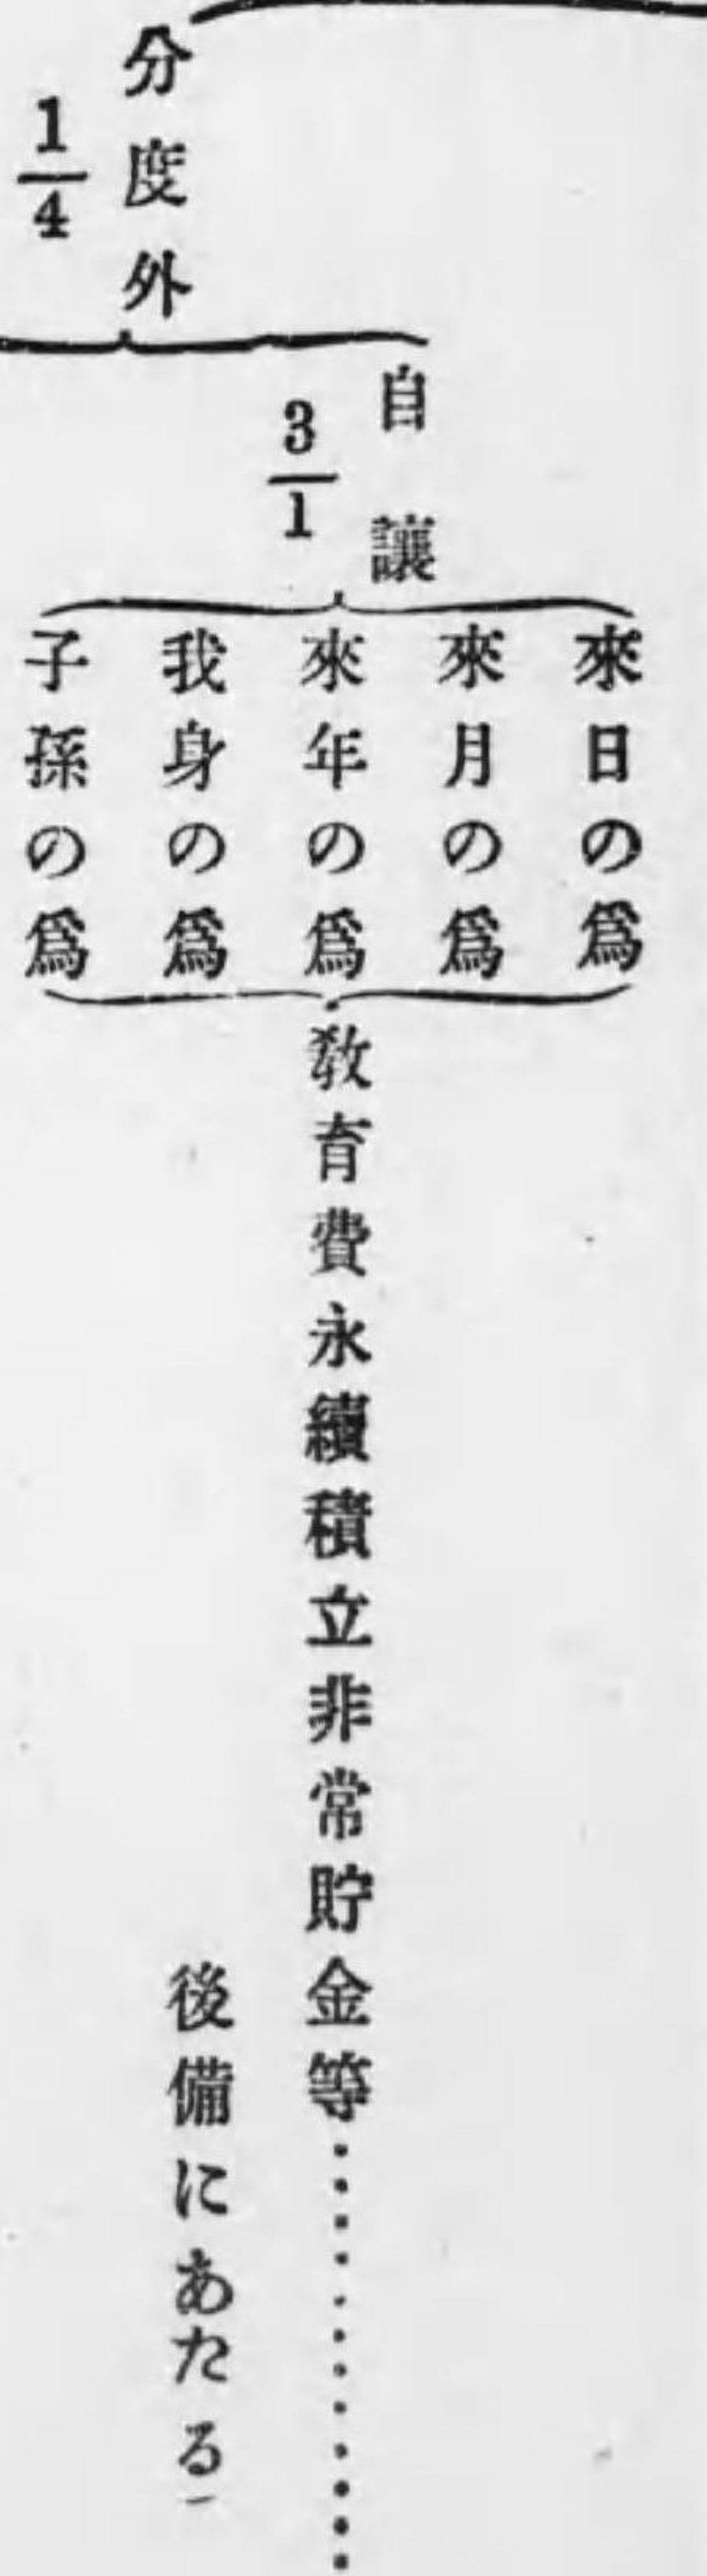 分度外
1/4
自讓
3/1
來日の爲
來月の爲
來年の爲
我身の爲
子孫の爲
敎育費永續積立非常貯金等…………
後備にあたる